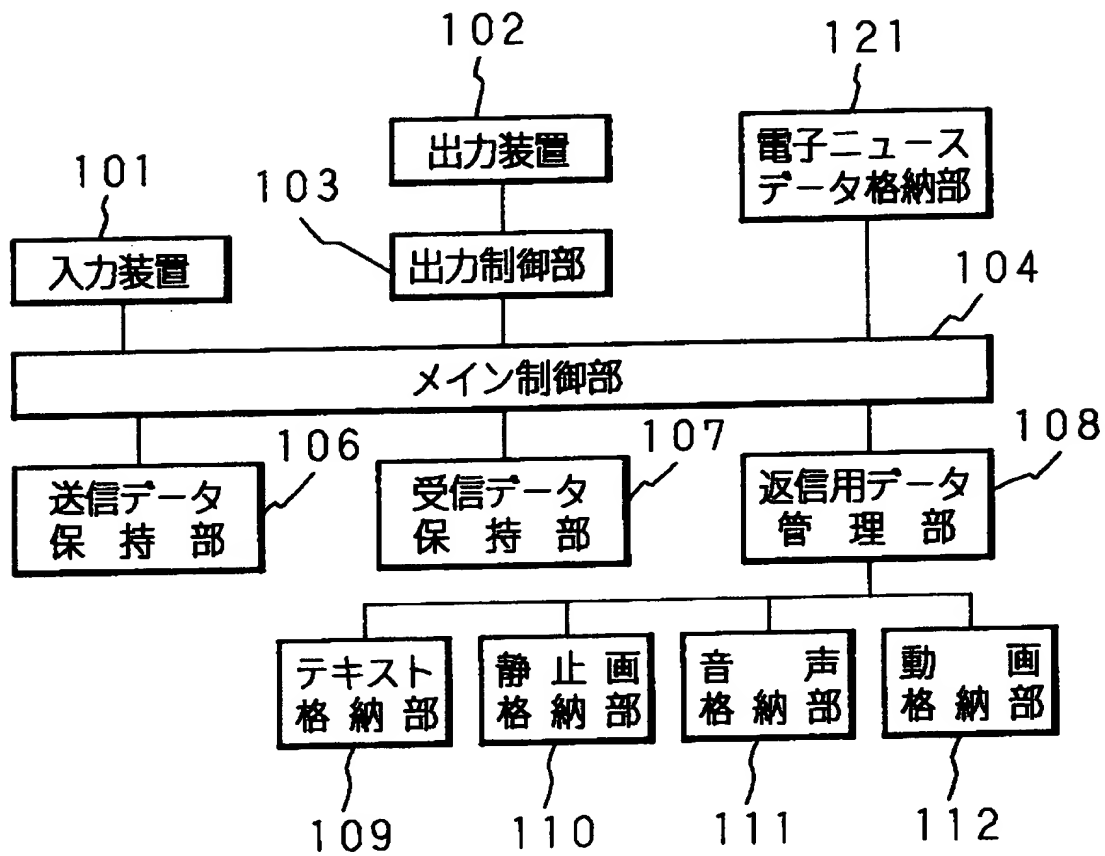 102
121
出力装置
電子ニュース
データ格納部
101
103
入力装置
出力制御部
104
メイン制御部
106
107
108
送信データ
保持部
受信データ
保持部
返信用データ
管理部
テキスト
格納部
静止画
格納部
音声
格納部
動画
格納部
109
110
111
112